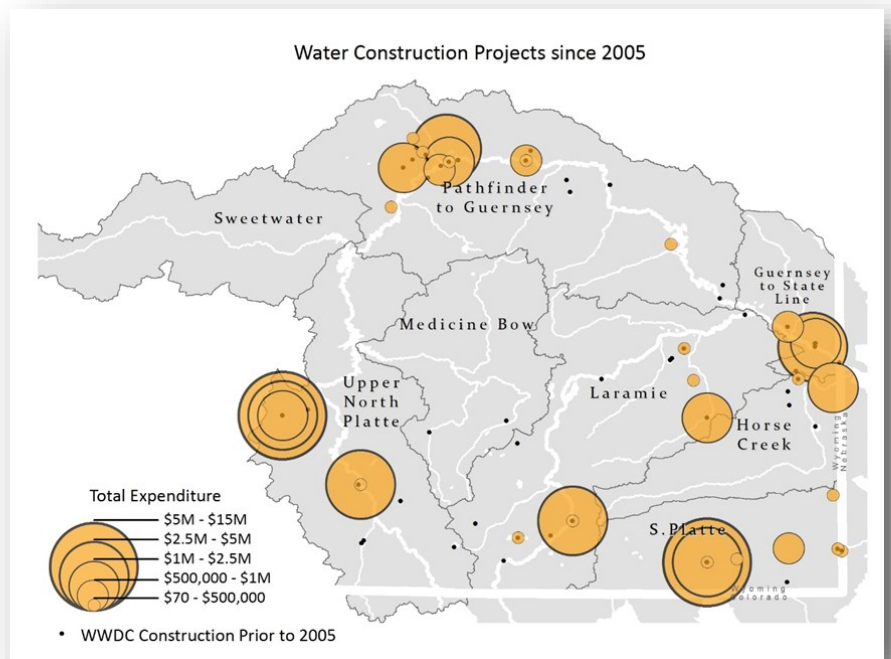 Water Construction Projects since 2005
Sweetwater
Pathfinder
to Guernsey
Guernsey
to State
Line
Medicine Bow
Upper
North
Platte
Laramie
Horse
Creek
Wyoming
Nebraska
S.Platte
Wyoming
Colorado
Total Expenditure
$5M - $15M
$2.5M - $5M
$1M - $2.5M
$500,000 - $1M
$70 - $500,000
WWDC Construction Prior to 2005